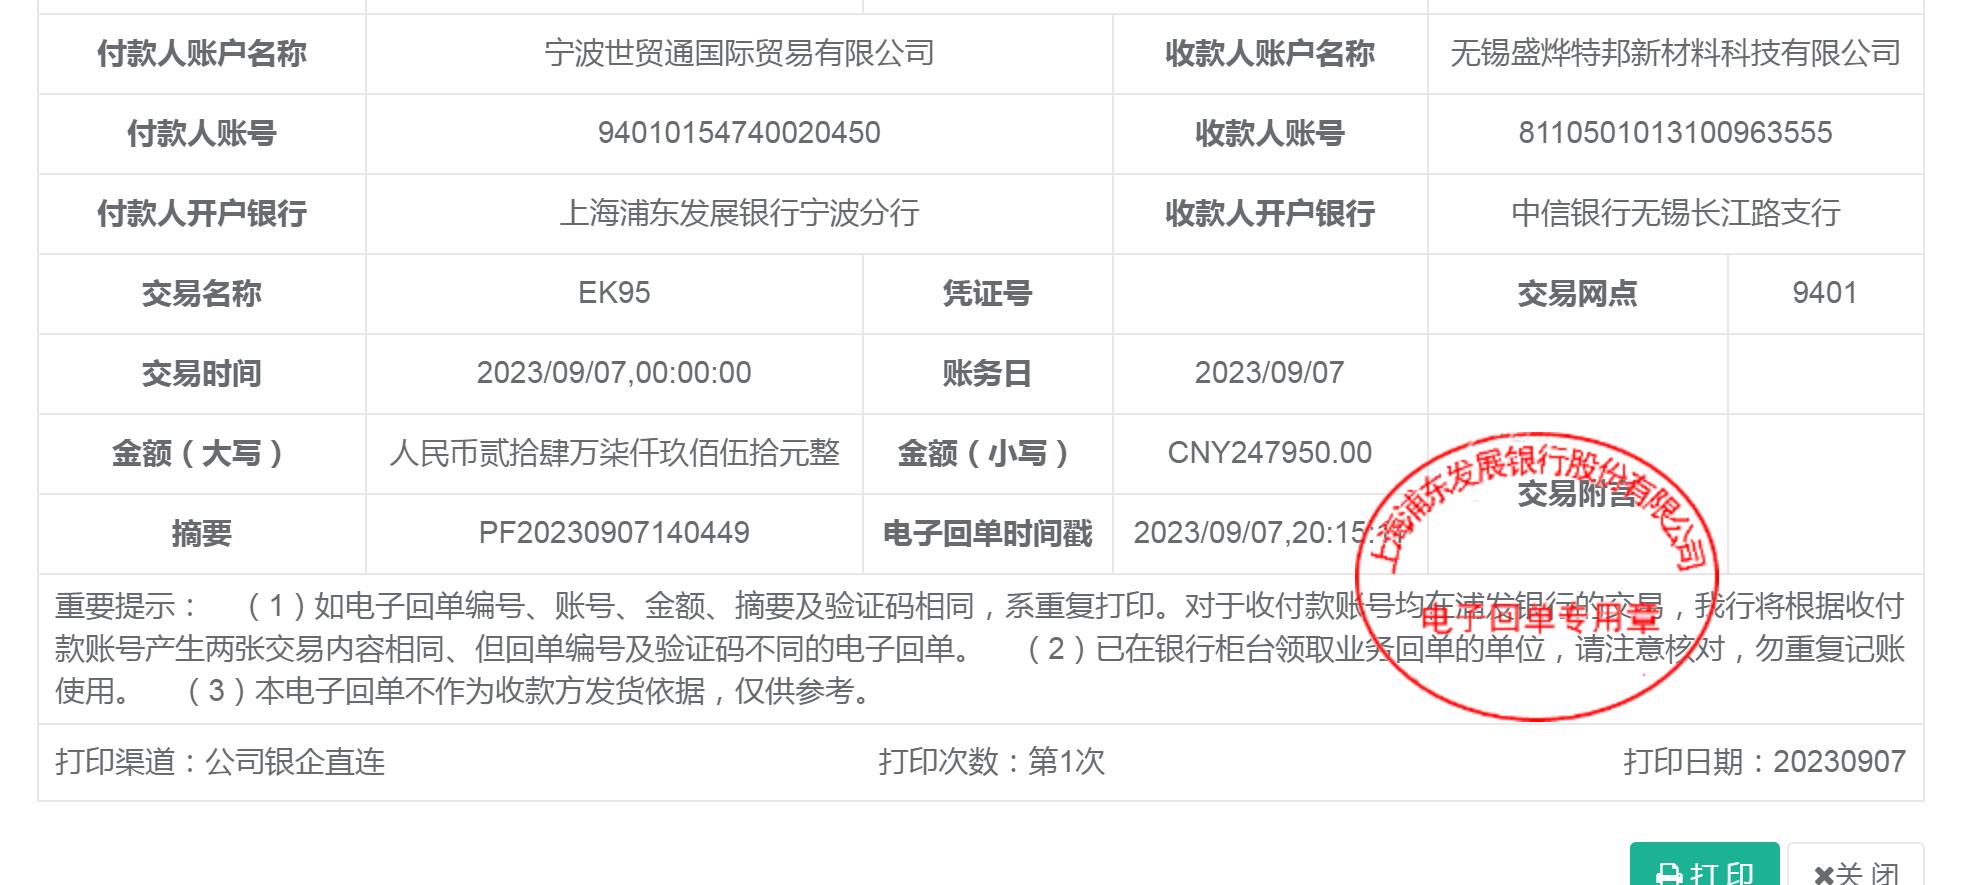 付款人账户名称 宁波世贸通国际贸易有限公司 收款人账户名称 无锡盛烨特邦新材料科技有限公司
付款人账号 94010154740020450 收款人账号 8110501013100963555
付款人开户银行 上海浦东发展银行宁波分行 收款人开户银行 中信银行无锡长江路支行
交易名称 EK95 凭证号 交易网点 9401
交易时间 2023/09/07,00:00:00 账务日 2023/09/07
金额（大写） 人民币贰拾肆万柒仟玖佰伍拾元整 金额（小写） CNY247950.00
交易附言
摘要 PF20230907140449 电子回单时间戳 2023/09/07,20:15:
上海浦东发展银行股份有限公司
电子回单专用章
重要提示： （1）如电子回单编号、账号、金额、摘要及验证码相同，系重复打印。对于收付款账号均在浦发银行的交易，我行将根据收付
款账号产生两张交易内容相同、但回单编号及验证码不同的电子回单。 （2）已在银行柜台领取业务回单的单位，请注意核对，勿重复记账
使用。 （3）本电子回单不作为收款方发货依据，仅供参考。
打印渠道：公司银企直连 打印次数：第1次 打印日期：20230907
打印 关闭